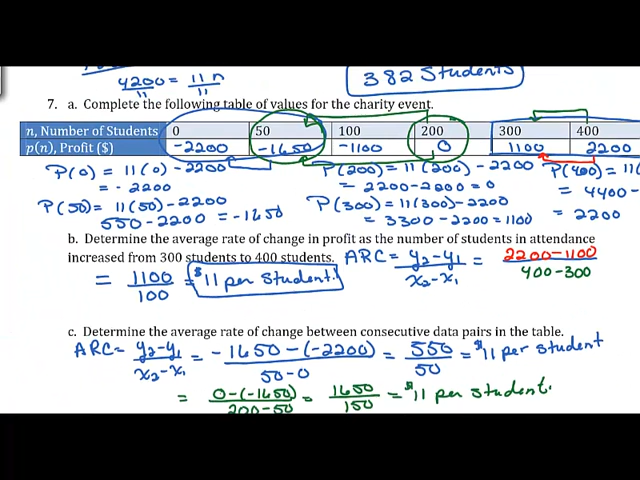 4200 = 11n
11 11
382 Students
7. a. Complete the following table of values for the charity event.
n, Number of Students 0 50 100 200 300 400
p(n), Profit ($) -2200 -1650 -1100 0 1100 2200
P(0) = 11(0) -2200
= -2200
P(50) = 11(50) -2200
550 -2200 = -1650
P(200) = 11(200) -2200
= 2200 -2000 = 0
P(300) = 11(300) -2200
= 3300 -2200 = 1100
P(400) = 11(
= 4400 -
= 2200
b. Determine the average rate of change in profit as the number of students in attendance
increased from 300 students to 400 students. ARC = y₂-y₁ / x₂-x₁ = 2200-1100 / 400-300
= 1100 / 100 = $11 per student.
c. Determine the average rate of change between consecutive data pairs in the table.
ARC = y₂-y₁ / x₂-x₁ = -1650 - (-2200) / 50-0 = 550 / 50 = $11 per student
= 0-(-1650) / 200-50 = 1650 / 150 = $11 per student.